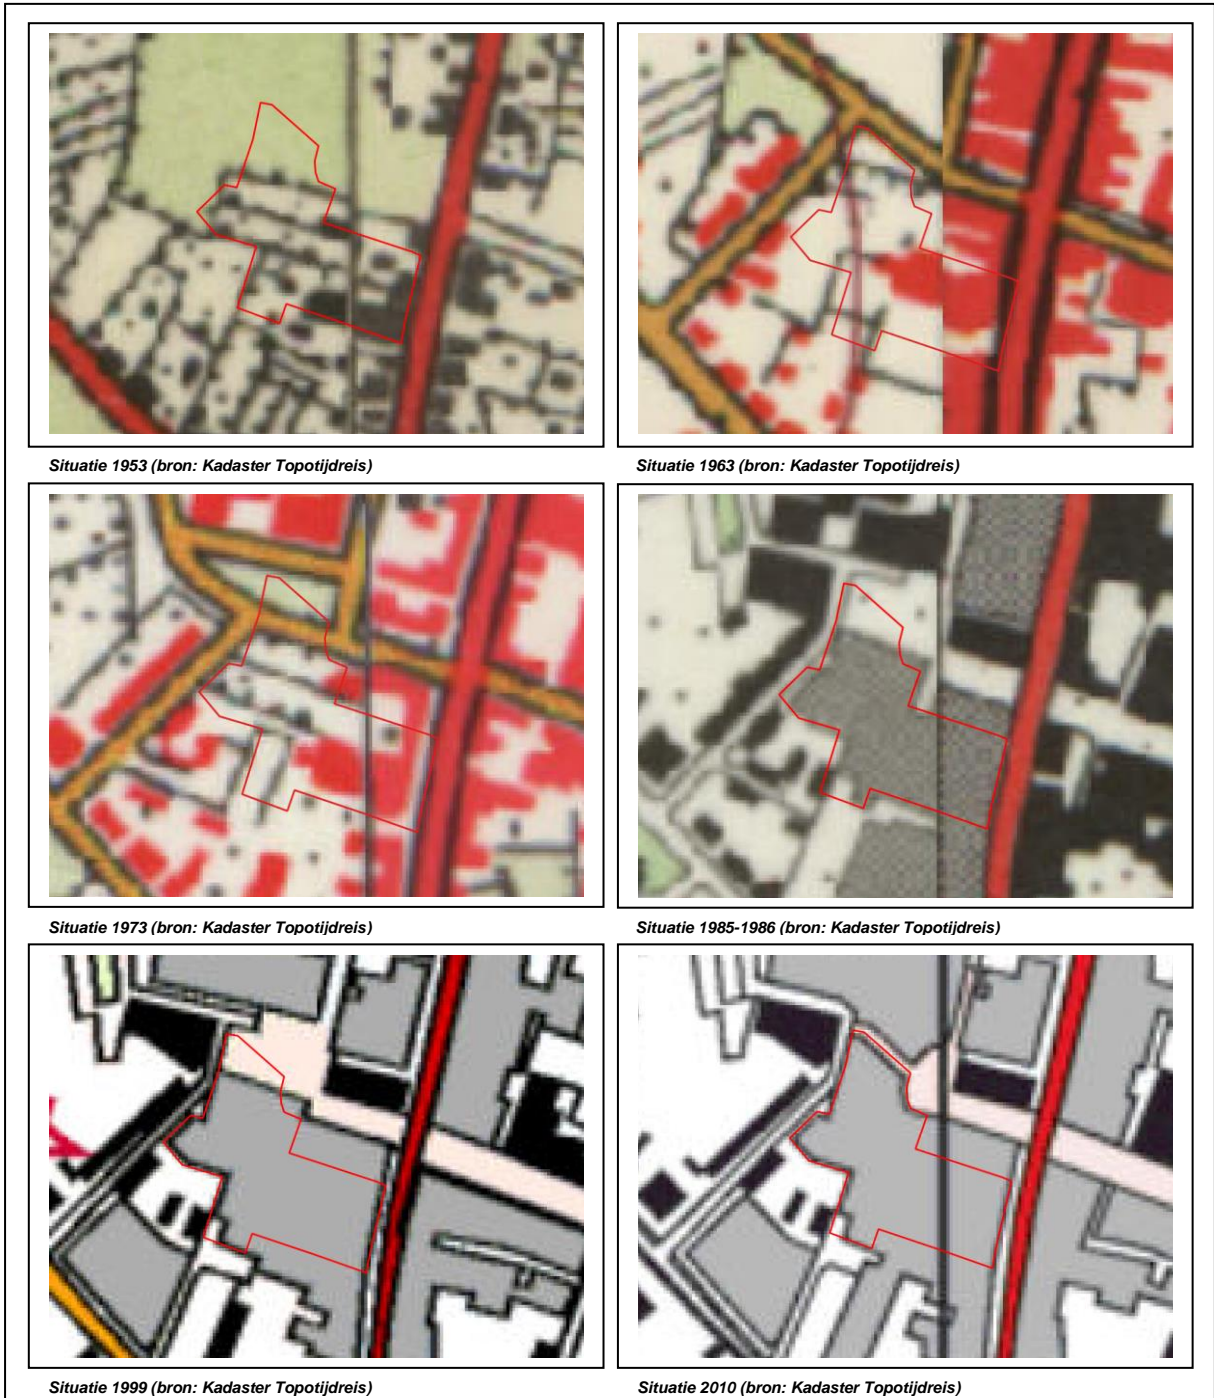 Situatie 1953 (bron: Kadaster Topotijdreis)
Situatie 1963 (bron: Kadaster Topotijdreis)
Situatie 1973 (bron: Kadaster Topotijdreis)
Situatie 1985-1986 (bron: Kadaster Topotijdreis)
Situatie 1999 (bron: Kadaster Topotijdreis)
Situatie 2010 (bron: Kadaster Topotijdreis)